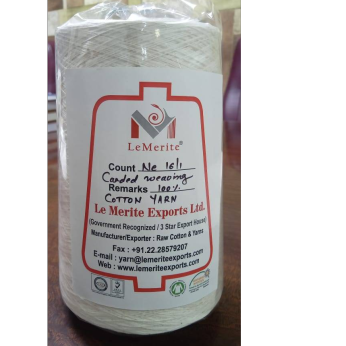 LeMerite®
Count Ne 16/1
Carded weaving
Remarks 100%
COTTON YARN
Le Merite Exports Ltd.
(Government Recognized / 3 Star Export House)
Manufacturer/Exporter : Raw Cotton & Yarns
Fax : +91.22.28579207
E-mail : yarn@lemeriteexports.com
Web : www.lemeriteexports.com